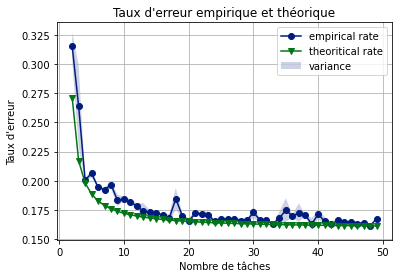 Taux d'erreur empirique et théorique
empirical rate
theoritical rate
variance
Taux d'erreur
0.325
0.300
0.275
0.250
0.225
0.200
0.175
0.150
0
10
20
30
40
50
Nombre de tâches